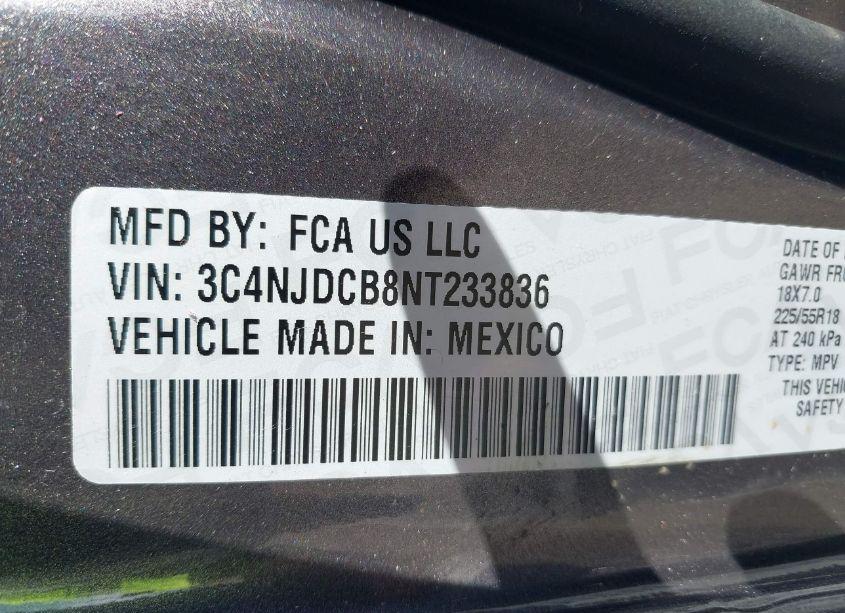 MFD BY: FCA US LLC
VIN: 3C4NJDCB8NT233836
VEHICLE MADE IN: MEXICO
DATE OF
GAWR FRO
18X7.0
225/55R18
AT 240 kPa
TYPE: MPV
THIS VEHI
SAFETY